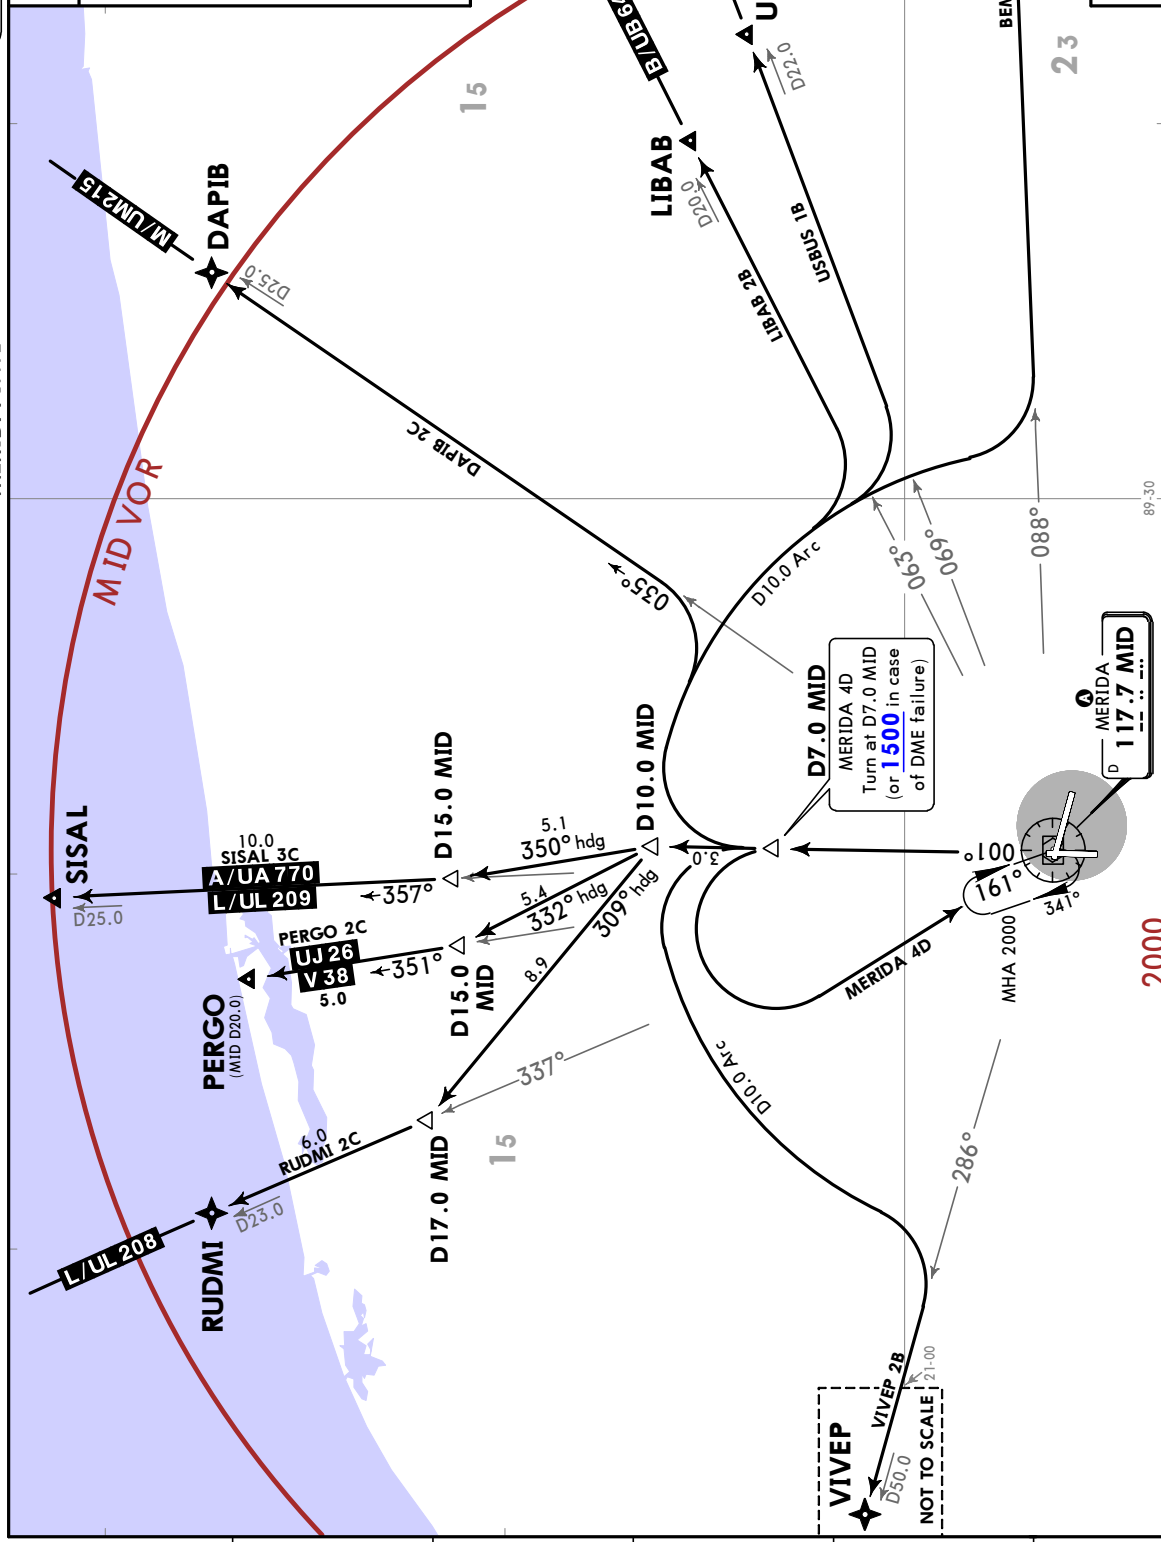 M/UM215
DAPIB
D25.0
15
B/UB 6
LIBAB
D20.0
U
D22.0
BEN
23
MID VOR
DAPIB 2C
035°
LIBAB 2B
USBUS 1B
D10.0 Arc
063°
069°
088°
89-30
SISAL
D25.0
10.0
SISAL 3C
A/UA 770
L/UL 209
357°
D15.0 MID
5.1
350° hdg
D10.0 MID
PERGO
(MID D20.0)
PERGO 2C
UJ 26
V 38
5.0
351°
D15.0
MID
5.4
332° hdg
309° hdg
8.9
3.0
D7.0 MID
MERIDA 4D
Turn at D7.0 MID
(or 1500 in case
of DME failure)
A
MERIDA
D 117.7 MID
001°
161°
341°
MHA 2000
2000
MERIDA 4D
L/UL 208
RUDMI
D23.0
6.0
RUDMI 2C
D17.0 MID
337°
15
D10.0 Arc
286°
VIVEP
VIVEP 2B
D50.0
NOT TO SCALE
21-00